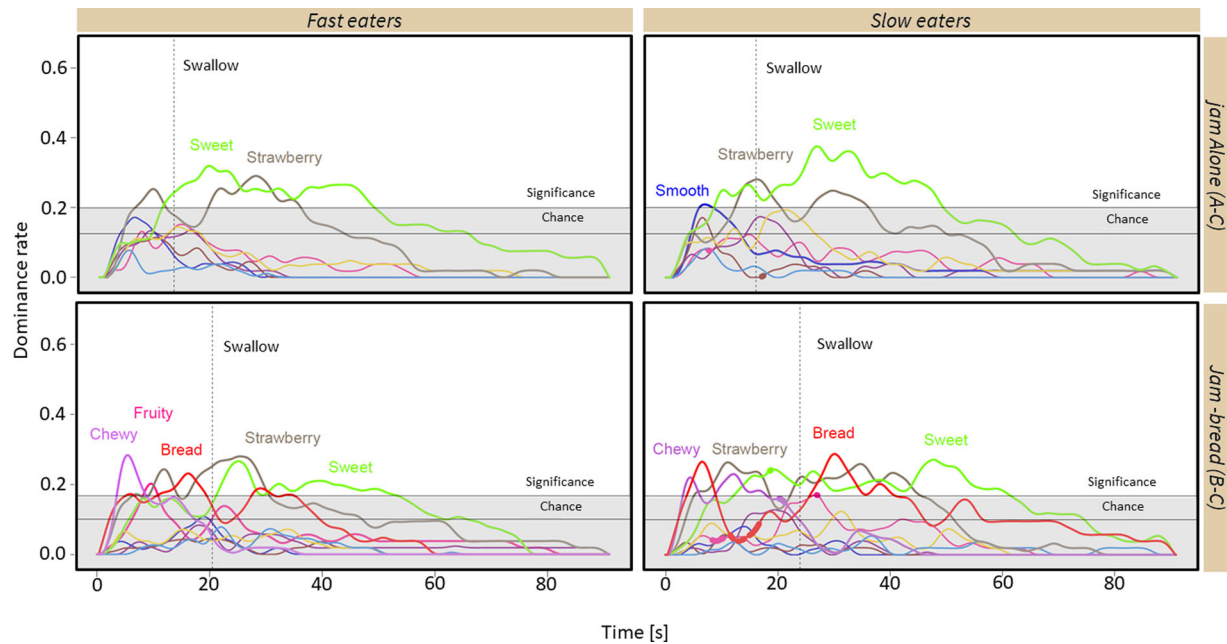 Fast eaters
Slow eaters
0.6
0.4
0.2
0.0
Swallow
Sweet
Strawberry
Significance
Chance
Swallow
Sweet
Strawberry
Smooth
Significance
Chance
jam Alone (A-C)
Dominance rate
0.6
0.4
0.2
0.0
Swallow
Fruity
Chewy
Bread
Strawberry
Sweet
Significance
Chance
Swallow
Chewy
Strawberry
Bread
Sweet
Significance
Chance
Jam -bread (B-C)
0
20
40
60
80
0
20
40
60
80
Time [s]